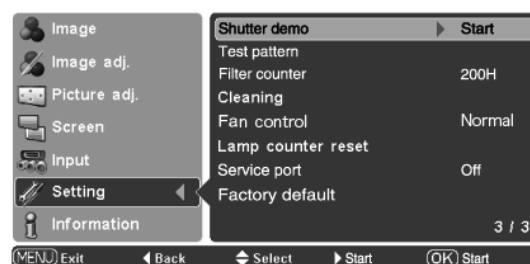 Image
Image adj.
Picture adj.
Screen
Input
Setting
Information
Shutter demo Start
Test pattern
Filter counter 200H
Cleaning
Fan control Normal
Lamp counter reset
Service port Off
Factory default
3 / 3
MENU Exit Back Select Start OK Start